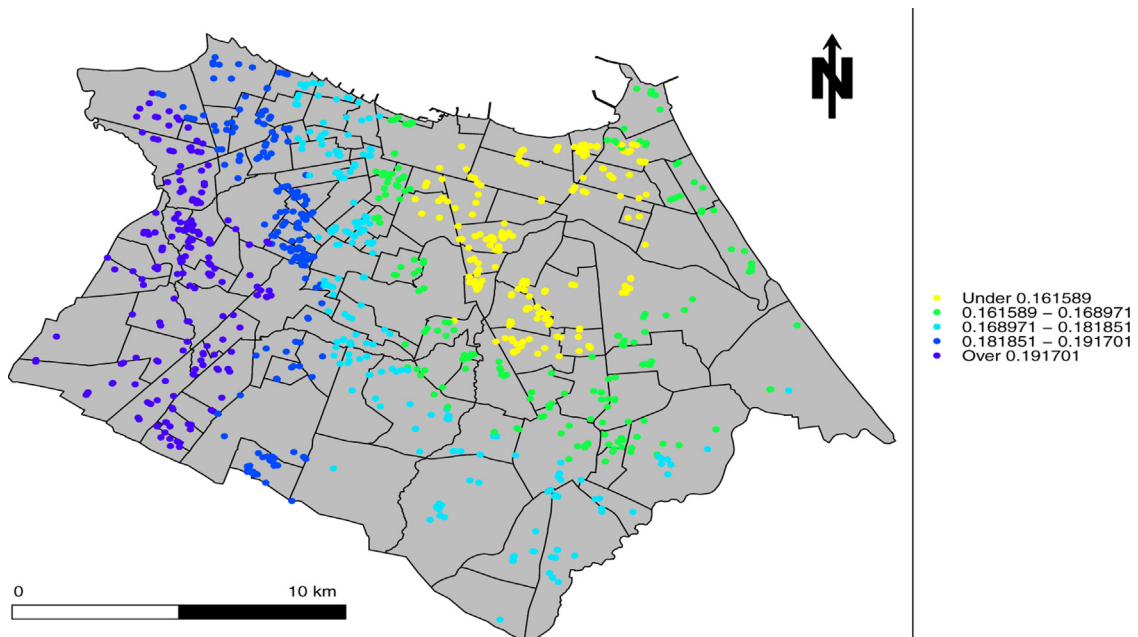 N
Under 0.161589
0.161589 – 0.168971
0.168971 – 0.181851
0.181851 – 0.191701
Over 0.191701
0 10 km